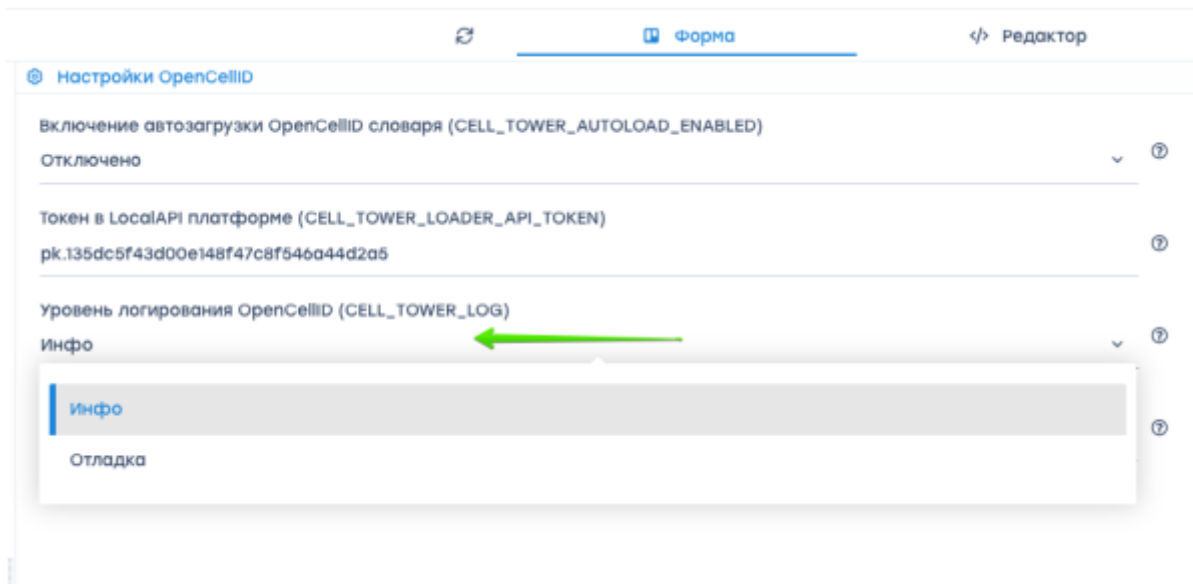 Форма
</> Редактор
Настройки OpenCellID
Включение автозагрузки OpenCellID словаря (CELL_TOWER_AUTOLOAD_ENABLED)
Отключено
Токен в LocalAPI платформе (CELL_TOWER_LOADER_API_TOKEN)
pk.135dc5f43d00e148f47c8f546a44d2a5
Уровень логирования OpenCellID (CELL_TOWER_LOG)
Инфо
Инфо
Отладка